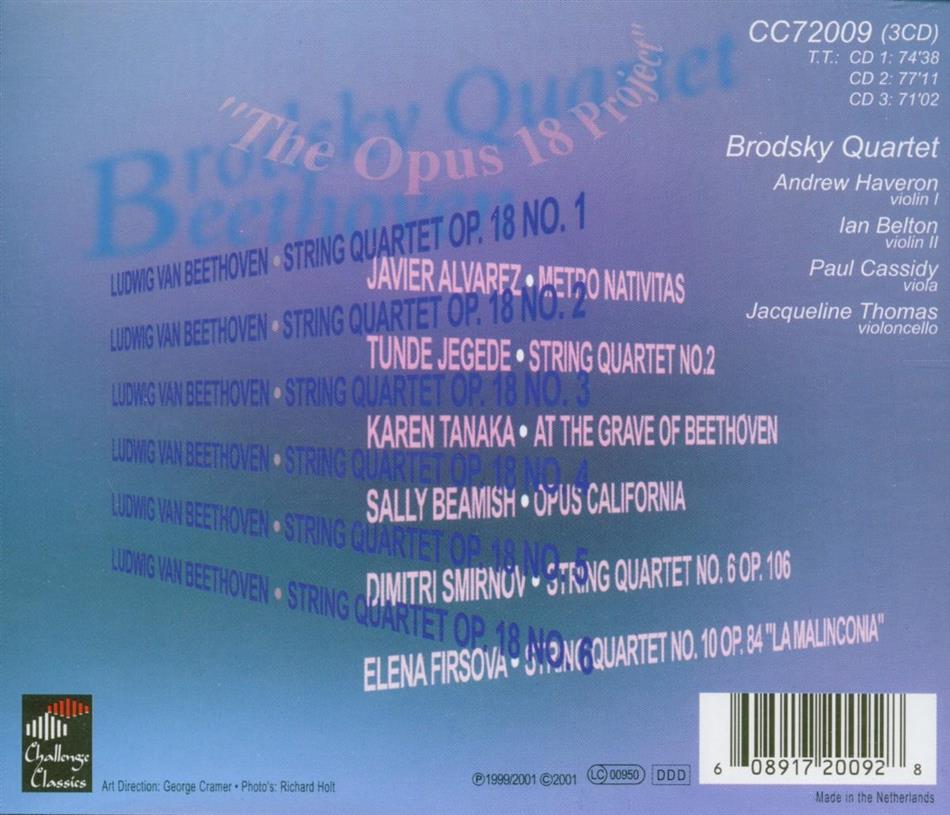 CC72009 (3CD)
T.T.: CD 1: 74'38
CD 2: 77'11
CD 3: 71'02
Brodsky Quartet
Beethoven
"The Opus 18 Project"
Brodsky Quartet
Andrew Haveron
violin I
Ian Belton
violin II
Paul Cassidy
viola
Jacqueline Thomas
violoncello
LUDWIG VAN BEETHOVEN • STRING QUARTET OP. 18 NO. 1
JAVIER ALVAREZ • METRO NATIVITAS
LUDWIG VAN BEETHOVEN • STRING QUARTET OP. 18 NO. 2
TUNDE JEGEDE • STRING QUARTET NO.2
LUDWIG VAN BEETHOVEN • STRING QUARTET OP. 18 NO. 3
KAREN TANAKA • AT THE GRAVE OF BEETHOVEN
LUDWIG VAN BEETHOVEN • STRING QUARTET OP. 18 NO. 4
SALLY BEAMISH • OPUS CALIFORNIA
LUDWIG VAN BEETHOVEN • STRING QUARTET OP. 18 NO. 5
DIMITRI SMIRNOV • STRING QUARTET NO. 6 OP. 106
LUDWIG VAN BEETHOVEN • STRING QUARTET OP. 18 NO. 6
ELENA FIRSOVA • STRING QUARTET NO. 10 OP. 84 "LA MALINCONIA"
Challenge
Classics
Art Direction: George Cramer • Photo's: Richard Holt
Ⓟ1999/2001 ©2001
LC 00950
DDD
6 08917 20092 8
Made in the Netherlands